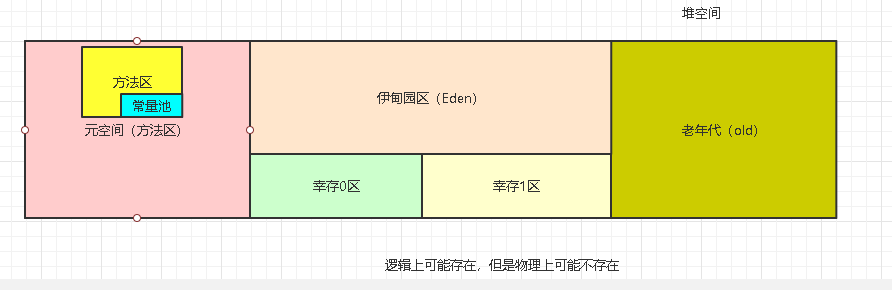 堆空间
方法区
常量池
元空间（方法区）
伊甸园区（Eden）
老年代（old）
幸存0区
幸存1区
逻辑上可能存在，但是物理上可能不存在